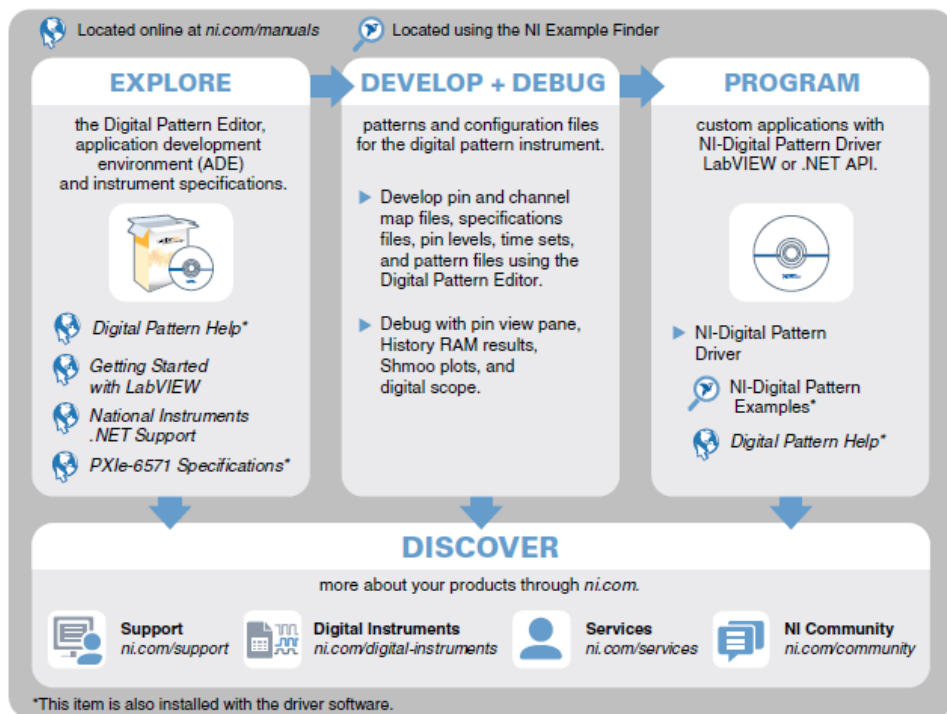 Located online at ni.com/manuals
Located using the NI Example Finder
EXPLORE
the Digital Pattern Editor,
application development
environment (ADE)
and instrument specifications.
Digital Pattern Help*
Getting Started
with LabVIEW
National Instruments
.NET Support
PXIe-6571 Specifications*
DEVELOP + DEBUG
patterns and configuration files
for the digital pattern instrument.
Develop pin and channel
map files, specifications
files, pin levels, time sets,
and pattern files using the
Digital Pattern Editor.
Debug with pin view pane,
History RAM results,
Shmoo plots, and
digital scope.
PROGRAM
custom applications with
NI-Digital Pattern Driver
LabVIEW or .NET API.
NI-Digital Pattern
Driver
NI-Digital Pattern
Examples*
Digital Pattern Help*
DISCOVER
more about your products through ni.com.
Support
ni.com/support
Digital Instruments
ni.com/digital-instruments
Services
ni.com/services
NI Community
ni.com/community
*This item is also installed with the driver software.